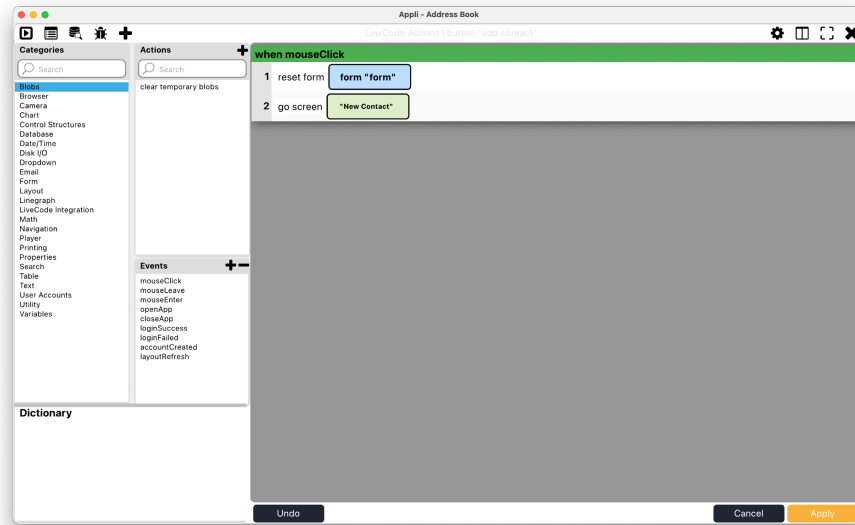 Appli - Address Book
LowCode Actions | button "add contact"
Categories
Search
Blobs
Browser
Camera
Chart
Control Structures
Database
Date/Time
Disk I/O
Dropdown
Email
Form
Layout
Linegraph
LiveCode Integration
Math
Navigation
Player
Printing
Properties
Search
Table
Text
User Accounts
Utility
Variables
Actions
Search
clear temporary blobs
Events
mouseClick
mouseLeave
mouseEnter
openApp
closeApp
loginSuccess
loginFailed
accountCreated
layoutRefresh
when mouseClick
1 reset form form "form"
2 go screen "New Contact"
Dictionary
Undo
Cancel
Apply